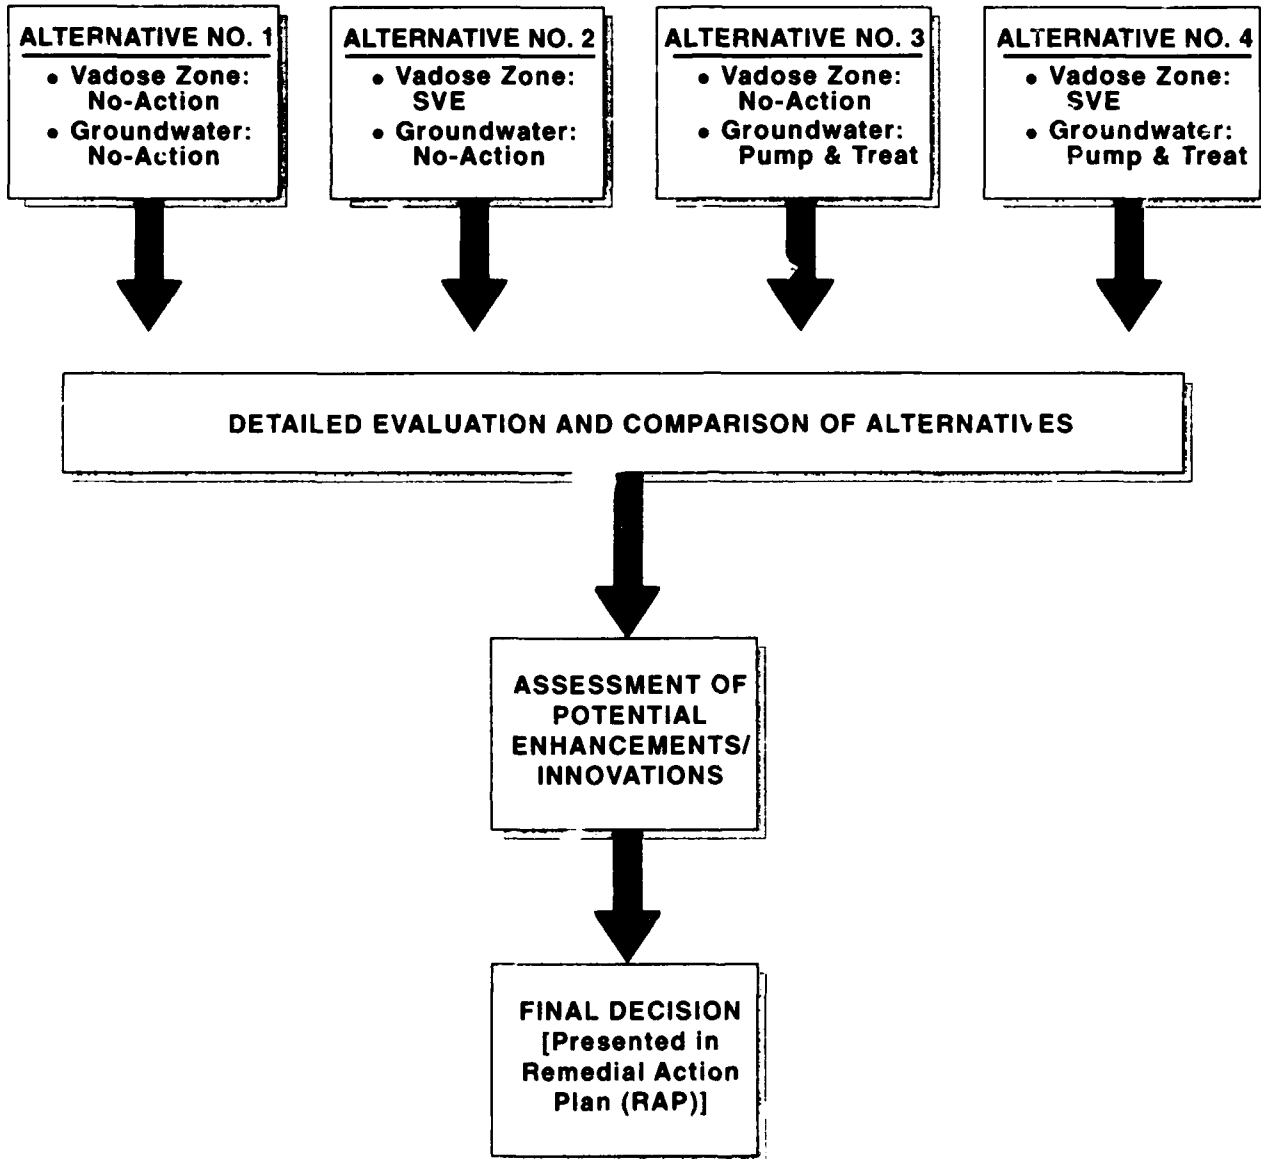 ALTERNATIVE NO. 1
• Vadose Zone:
No-Action
• Groundwater:
No-Action
ALTERNATIVE NO. 2
• Vadose Zone:
SVE
• Groundwater:
No-Action
ALTERNATIVE NO. 3
• Vadose Zone:
No-Action
• Groundwater:
Pump & Treat
ALTERNATIVE NO. 4
• Vadose Zone:
SVE
• Groundwater:
Pump & Treat
DETAILED EVALUATION AND COMPARISON OF ALTERNATIVES
ASSESSMENT OF
POTENTIAL
ENHANCEMENTS/
INNOVATIONS
FINAL DECISION
[Presented in
Remedial Action
Plan (RAP)]